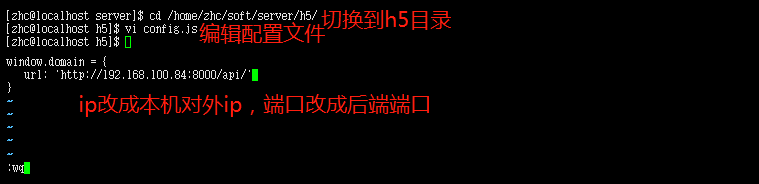 [zhc@localhost server]$ cd /home/zhc/soft/server/h5/ 切换到h5目录
[zhc@localhost h5]$ vi config.js 编辑配置文件
[zhc@localhost h5]$
window.domain = {
url: 'http://192.168.100.84:8000/api/'
}
ip改成本机对外ip，端口改成后端端口
~
~
~
~
~
:wq